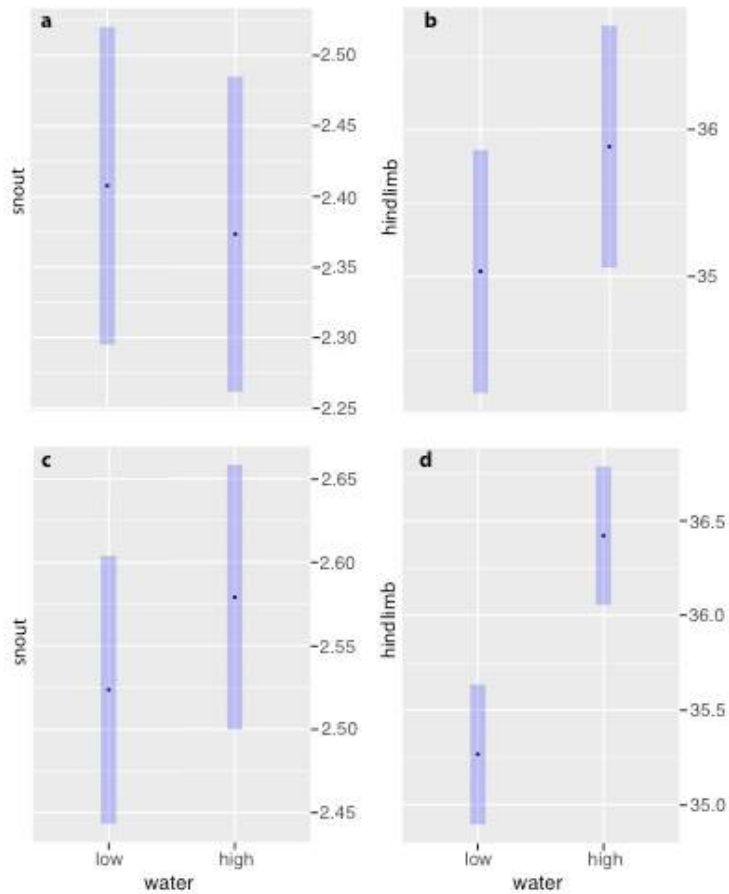 a
snout
2.50
2.45
2.40
2.35
2.30
2.25
b
hindlimb
36
35
c
snout
2.65
2.60
2.55
2.50
2.45
low
high
water
d
hindlimb
36.5
36.0
35.5
35.0
low
high
water